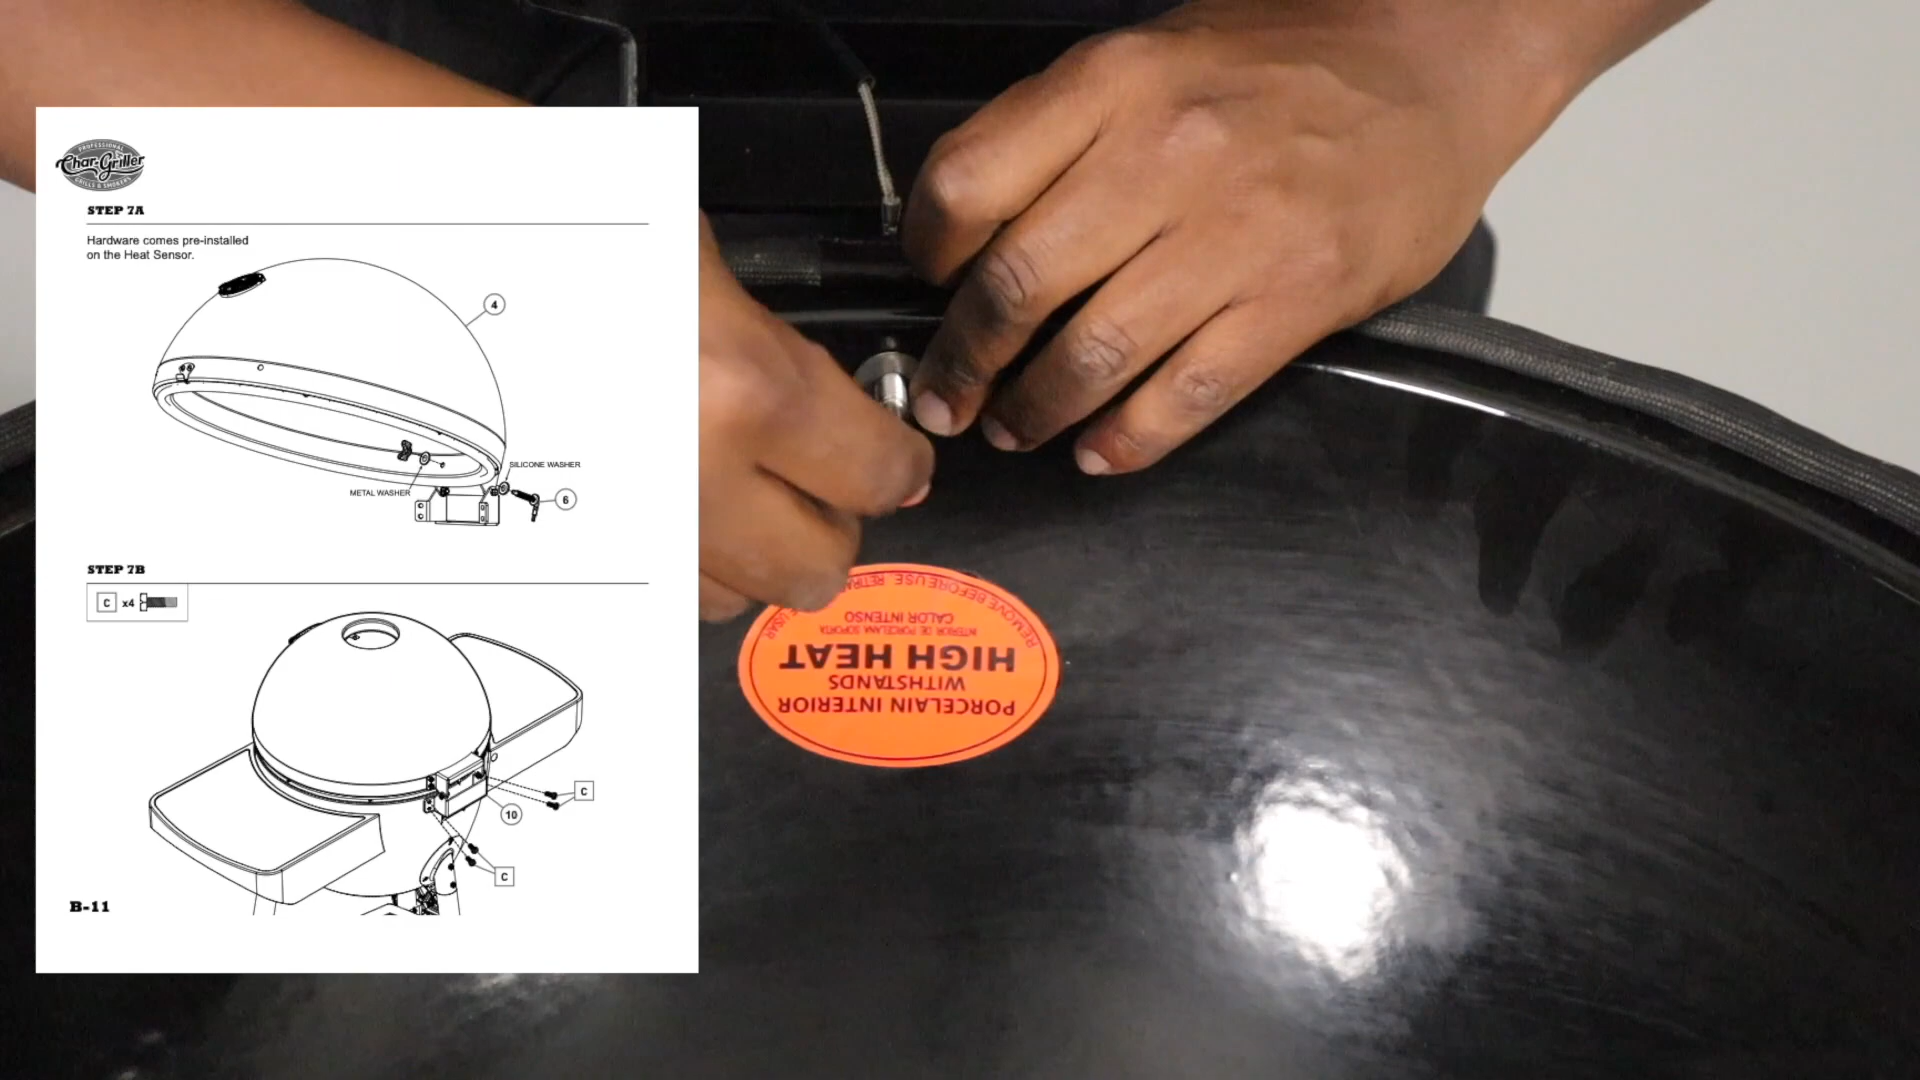 PROFESSIONAL
Char-Griller
GRILLS & SMOKERS
STEP 7A
Hardware comes pre-installed
on the Heat Sensor.
4
SILICONE WASHER
METAL WASHER
6
STEP 7B
C x4
C
10
C
B-11
PORCELAIN INTERIOR
WITHSTANDS
HIGH HEAT
INTERIOR DE PORCELANA SOPORTA
CALOR INTENSO
REMOVE BEFORE USE
USAR